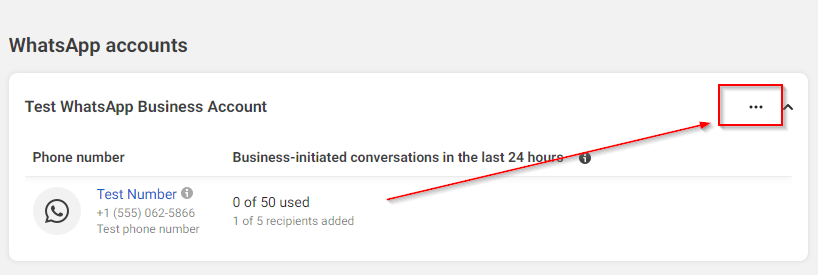 WhatsApp accounts
Test WhatsApp Business Account
Phone number
Business-initiated conversations in the last 24 hours
Test Number
+1 (555) 062-5866
Test phone number
0 of 50 used
1 of 5 recipients added